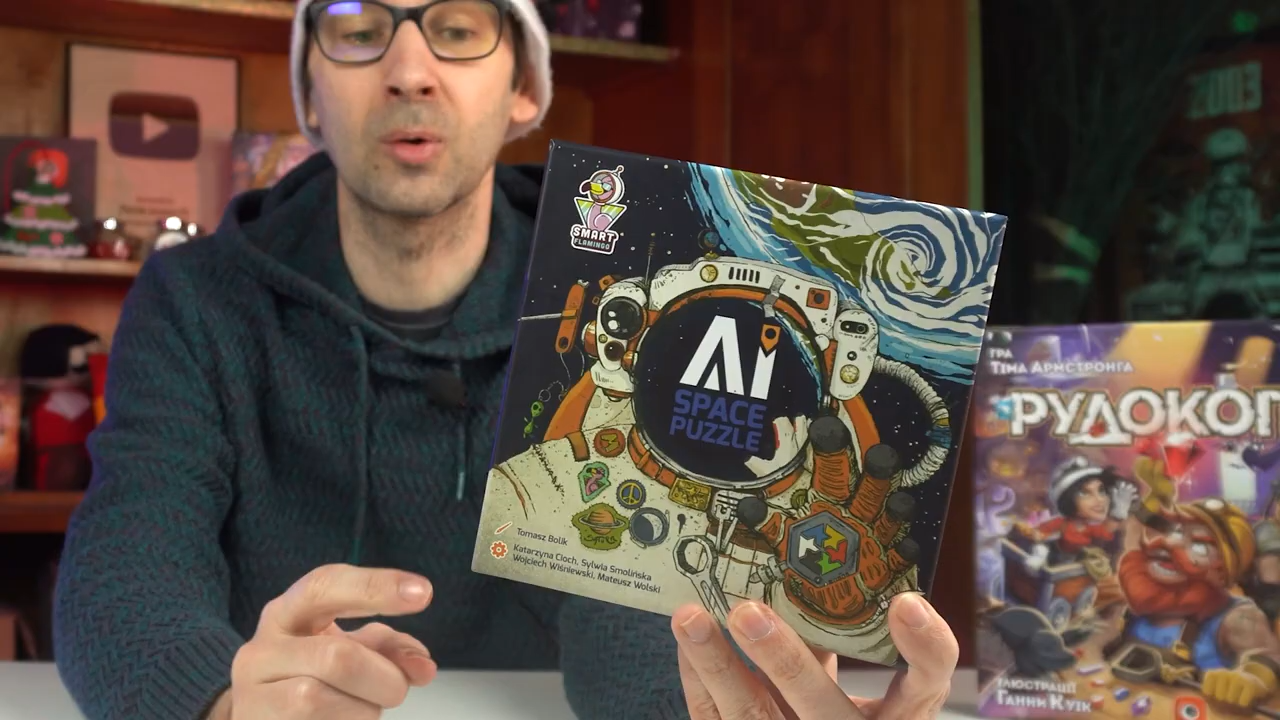 SMART
FLAMINGO
Ai
SPACE
PUZZLE
Tomasz Bolik
Katarzyna Cioch, Sylwia Smolińska
Wojciech Wiśniewski, Mateusz Wolski
ГРА
ТІМА АРМСТРОНГА
РУДОКОП
ІЛЮСТРАЦІЇ
ГАННИ КУІК